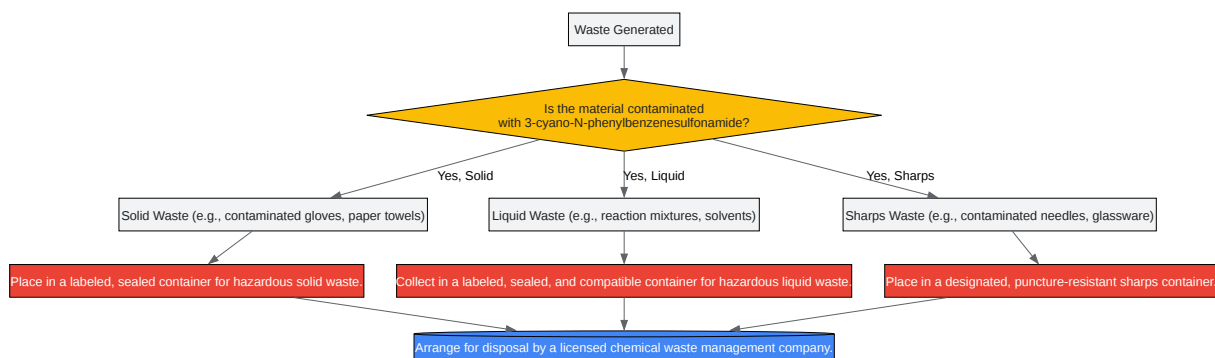 Waste Generated
Is the material contaminated
with 3-cyano-N-phenylbenzenesulfonamide?
Yes, Solid
Yes, Liquid
Yes, Sharps
Solid Waste (e.g., contaminated gloves, paper towels)
Liquid Waste (e.g., reaction mixtures, solvents)
Sharps Waste (e.g., contaminated needles, glassware)
Place in a labeled, sealed container for hazardous solid waste.
Collect in a labeled, sealed, and compatible container for hazardous liquid waste.
Place in a designated, puncture-resistant sharps container.
Arrange for disposal by a licensed chemical waste management company.